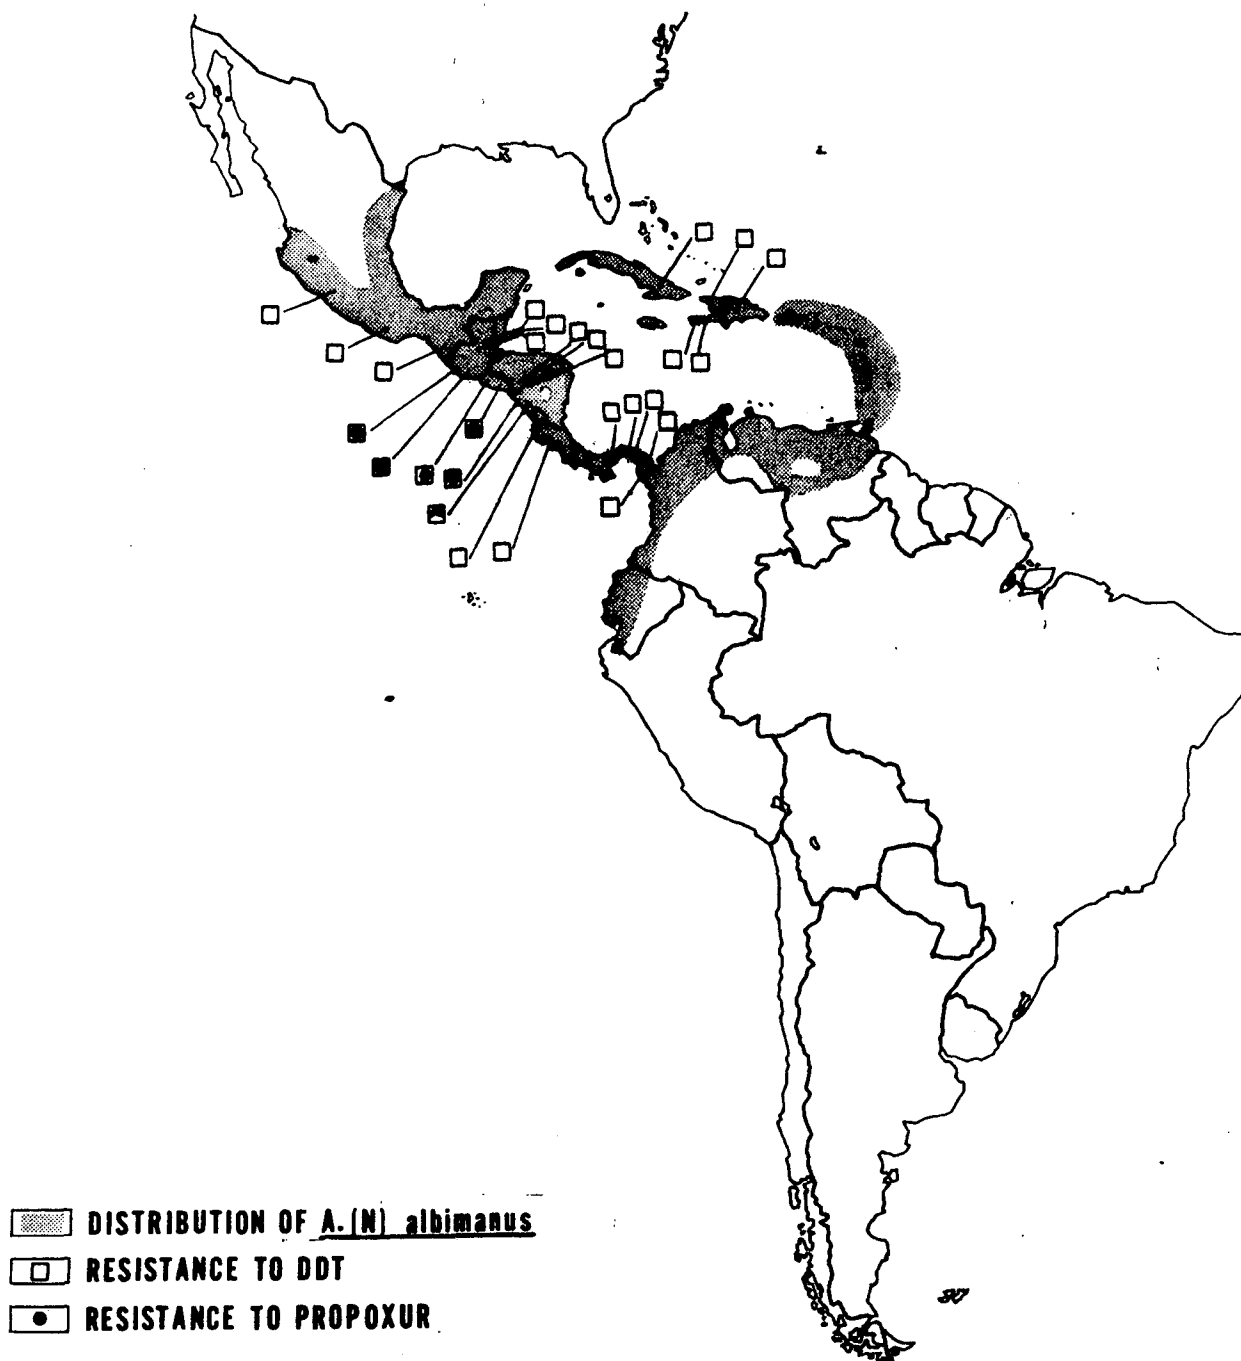 DISTRIBUTION OF A.(N) albimanus
RESISTANCE TO DDT
RESISTANCE TO PROPOXUR